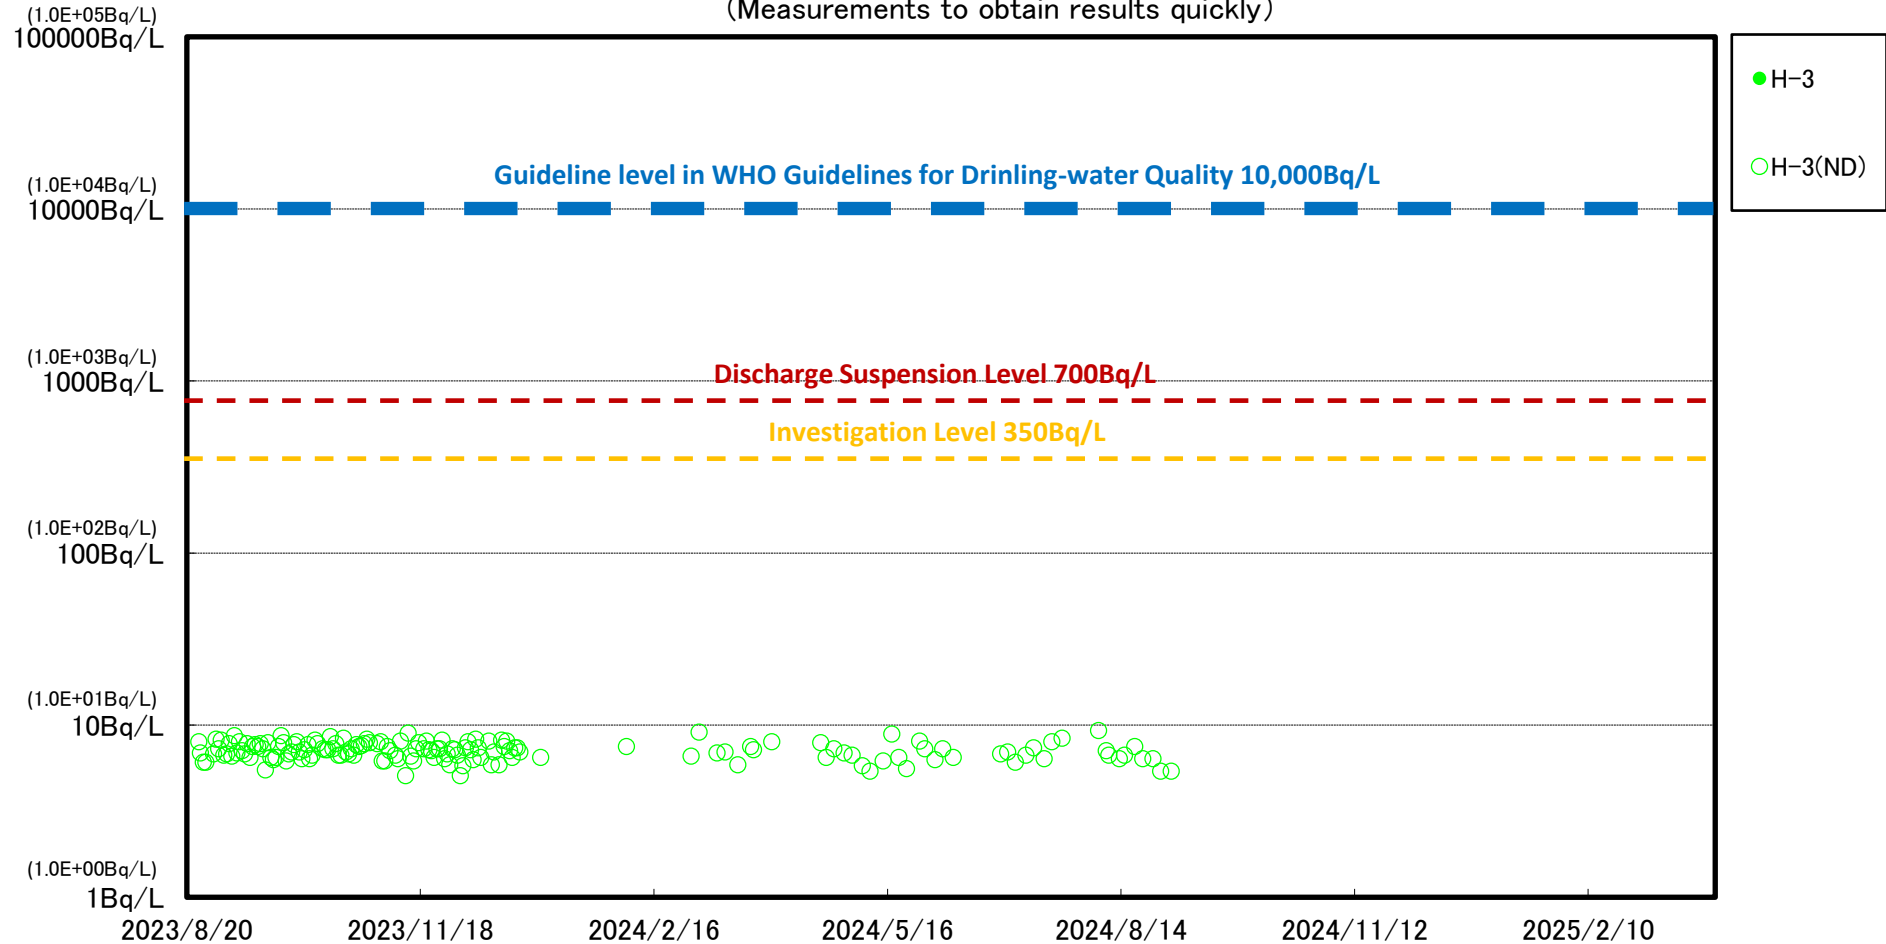 (Measurements to obtain results quickly)
(1.0E+05Bq/L)
100000Bq/L
H-3
H-3(ND)
Guideline level in WHO Guidelines for Drinling-water Quality 10,000Bq/L
(1.0E+04Bq/L)
10000Bq/L
(1.0E+03Bq/L)
1000Bq/L
Discharge Suspension Level 700Bq/L
Investigation Level 350Bq/L
(1.0E+02Bq/L)
100Bq/L
(1.0E+01Bq/L)
10Bq/L
(1.0E+00Bq/L)
1Bq/L
2023/8/20 2023/11/18 2024/2/16 2024/5/16 2024/8/14 2024/11/12 2025/2/10